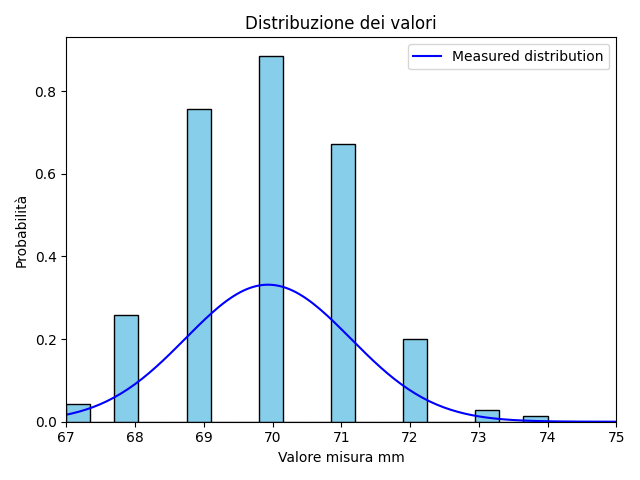 Distribuzione dei valori
Measured distribution
Probabilità
0.8
0.6
0.4
0.2
0.0
67 68 69 70 71 72 73 74 75
Valore misura mm